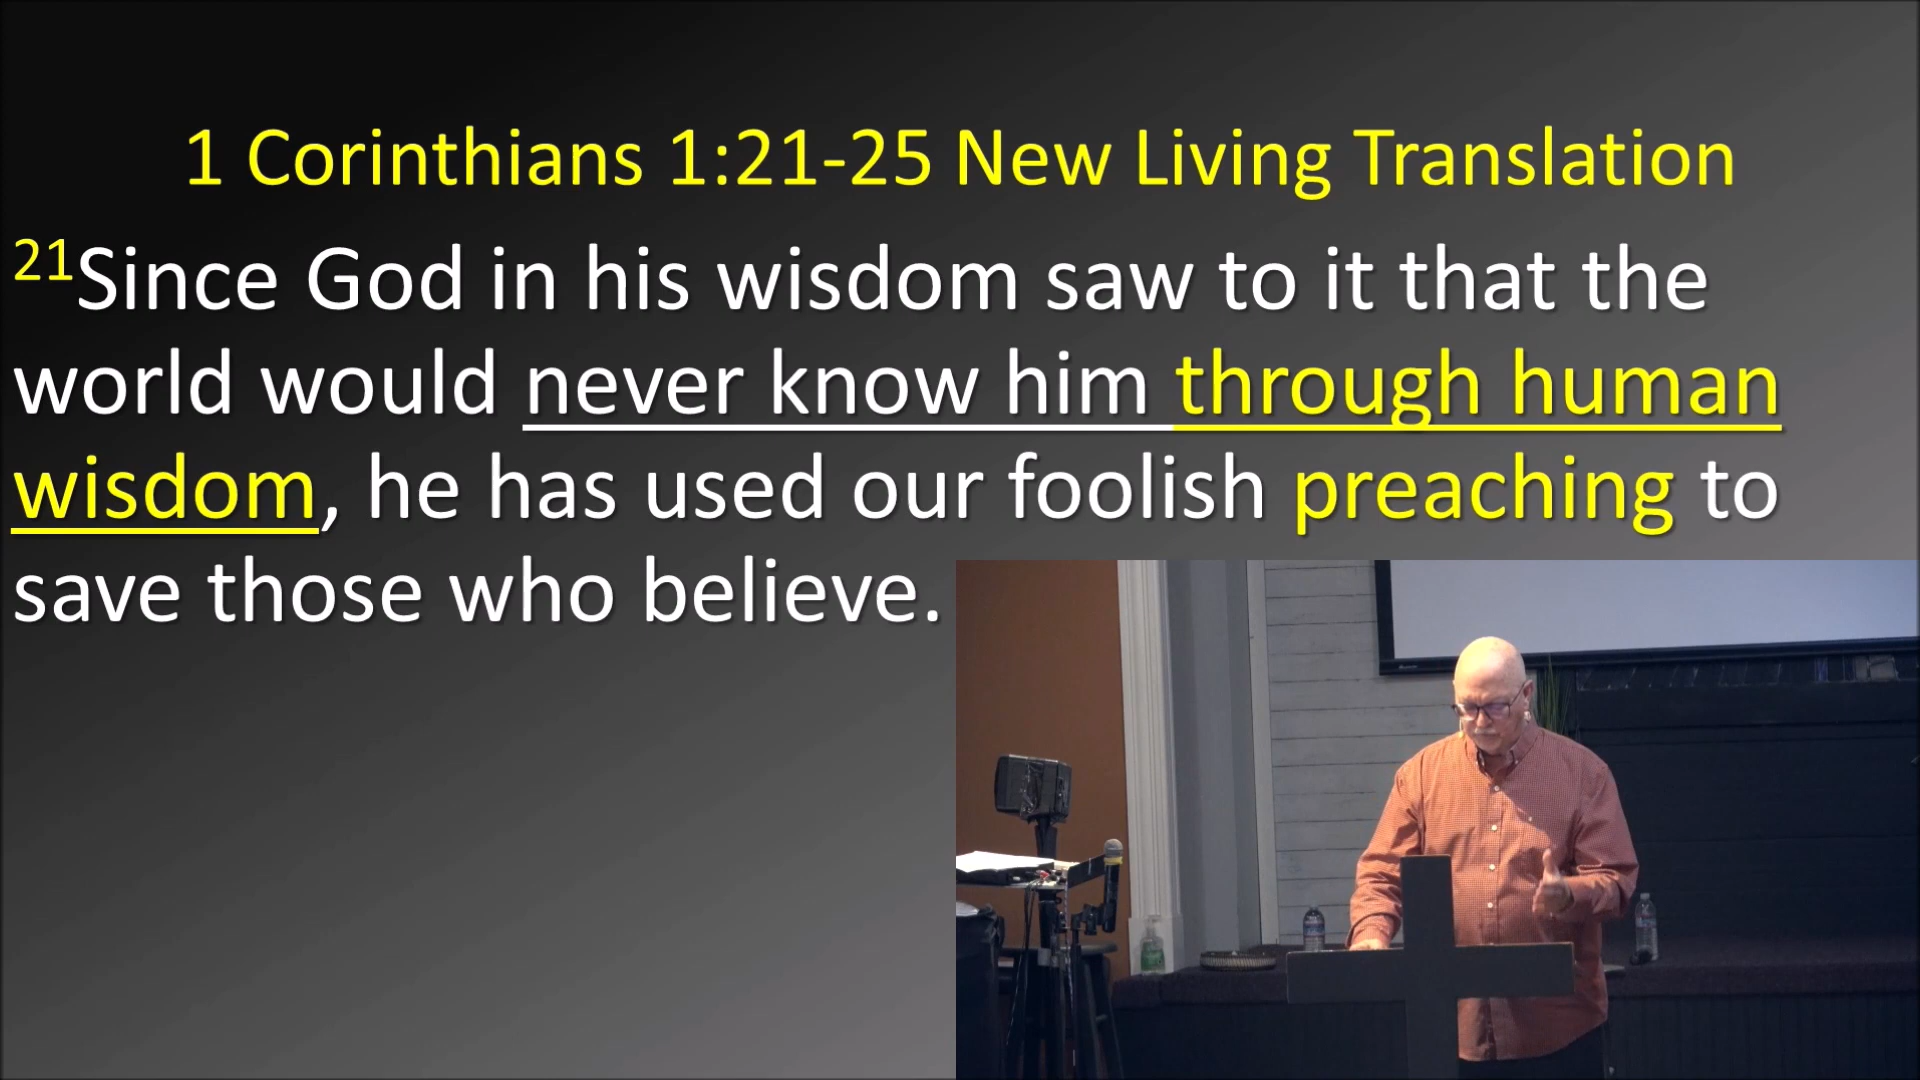 1 Corinthians 1:21-25 New Living Translation
21Since God in his wisdom saw to it that the
world would never know him through human
wisdom, he has used our foolish preaching to
save those who believe.